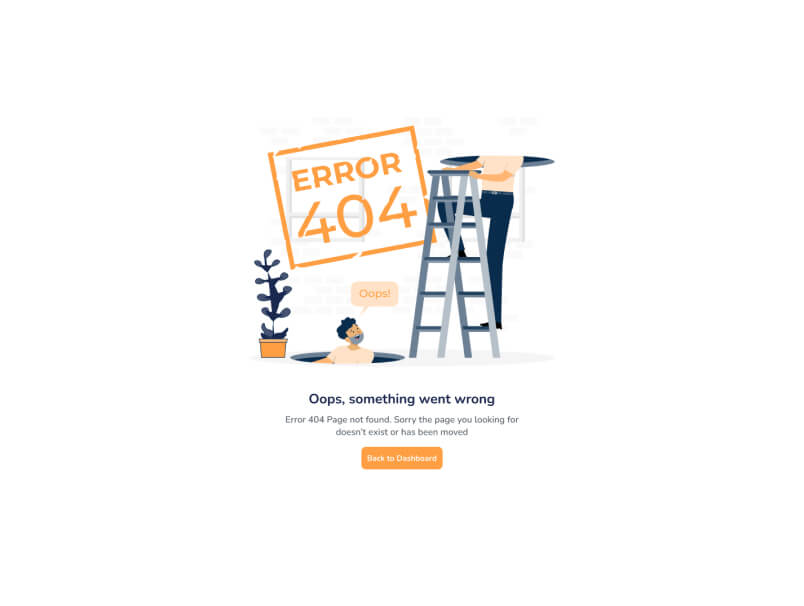 ERROR
404
Oops!
Oops, something went wrong
Error 404 Page not found. Sorry the page you looking for
doesn't exist or has been moved
Back to Dashboard